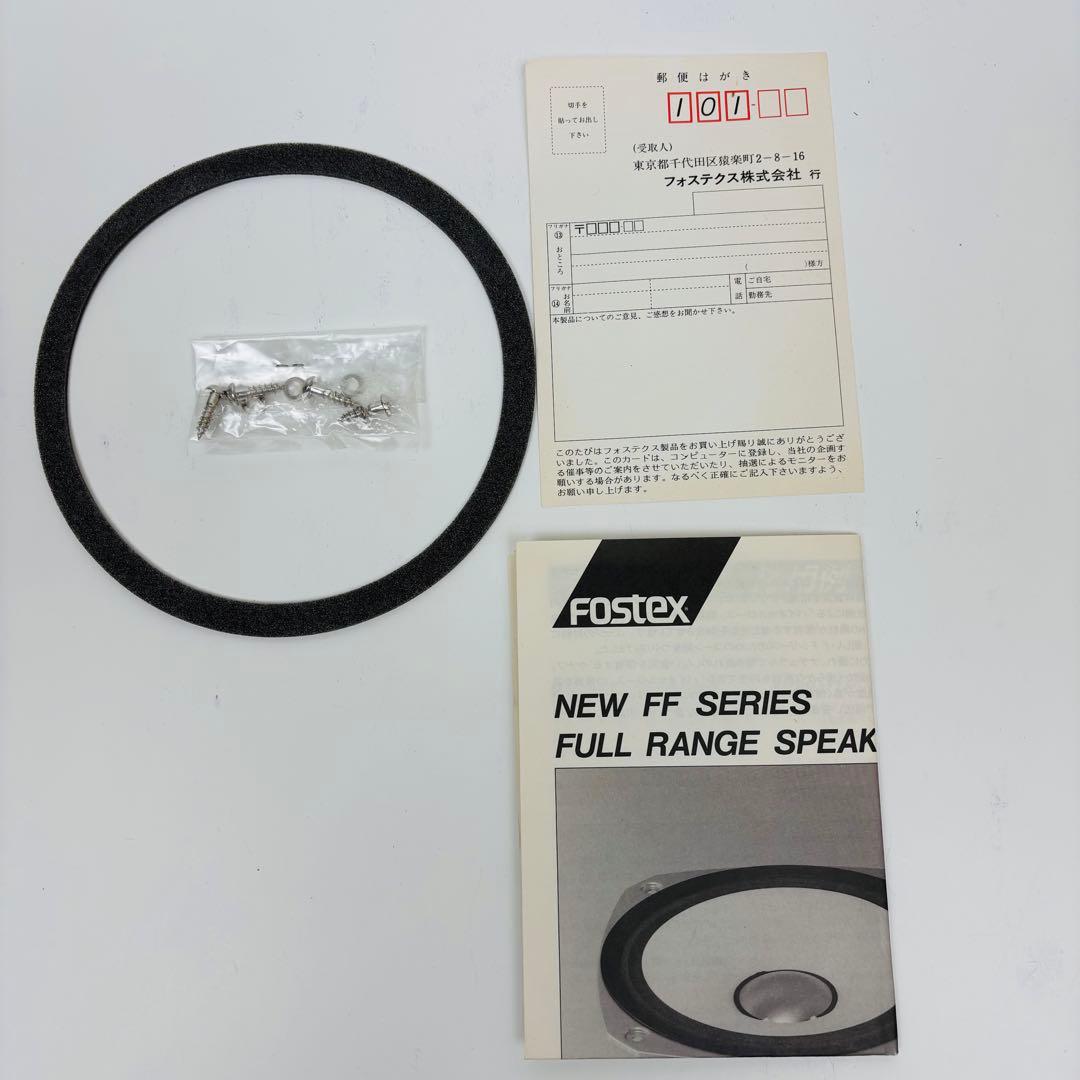 郵便はがき
切手を
貼ってお出し
下さい
101-
(受取人)
東京都千代田区猿楽町2-8-16
フォステクス株式会社 行
フリガナ
⑬
おところ
〒
( )様方
フリガナ
⑭
お名前
電話
ご自宅
勤務先
本製品についてのご意見、ご感想をお聞かせ下さい。
このたびはフォステクス製品をお買い上げ賜り誠にありがとうござ
いました。このカードは、コンピューターに登録し、当社の企画す
る催事等のご案内をさせていただいたり、抽選によるモニターをお
願いする場合があります。なるべく正確にご記入下さいますよう、
お願い申し上げます。
FOSTEX
NEW FF SERIES
FULL RANGE SPEAK